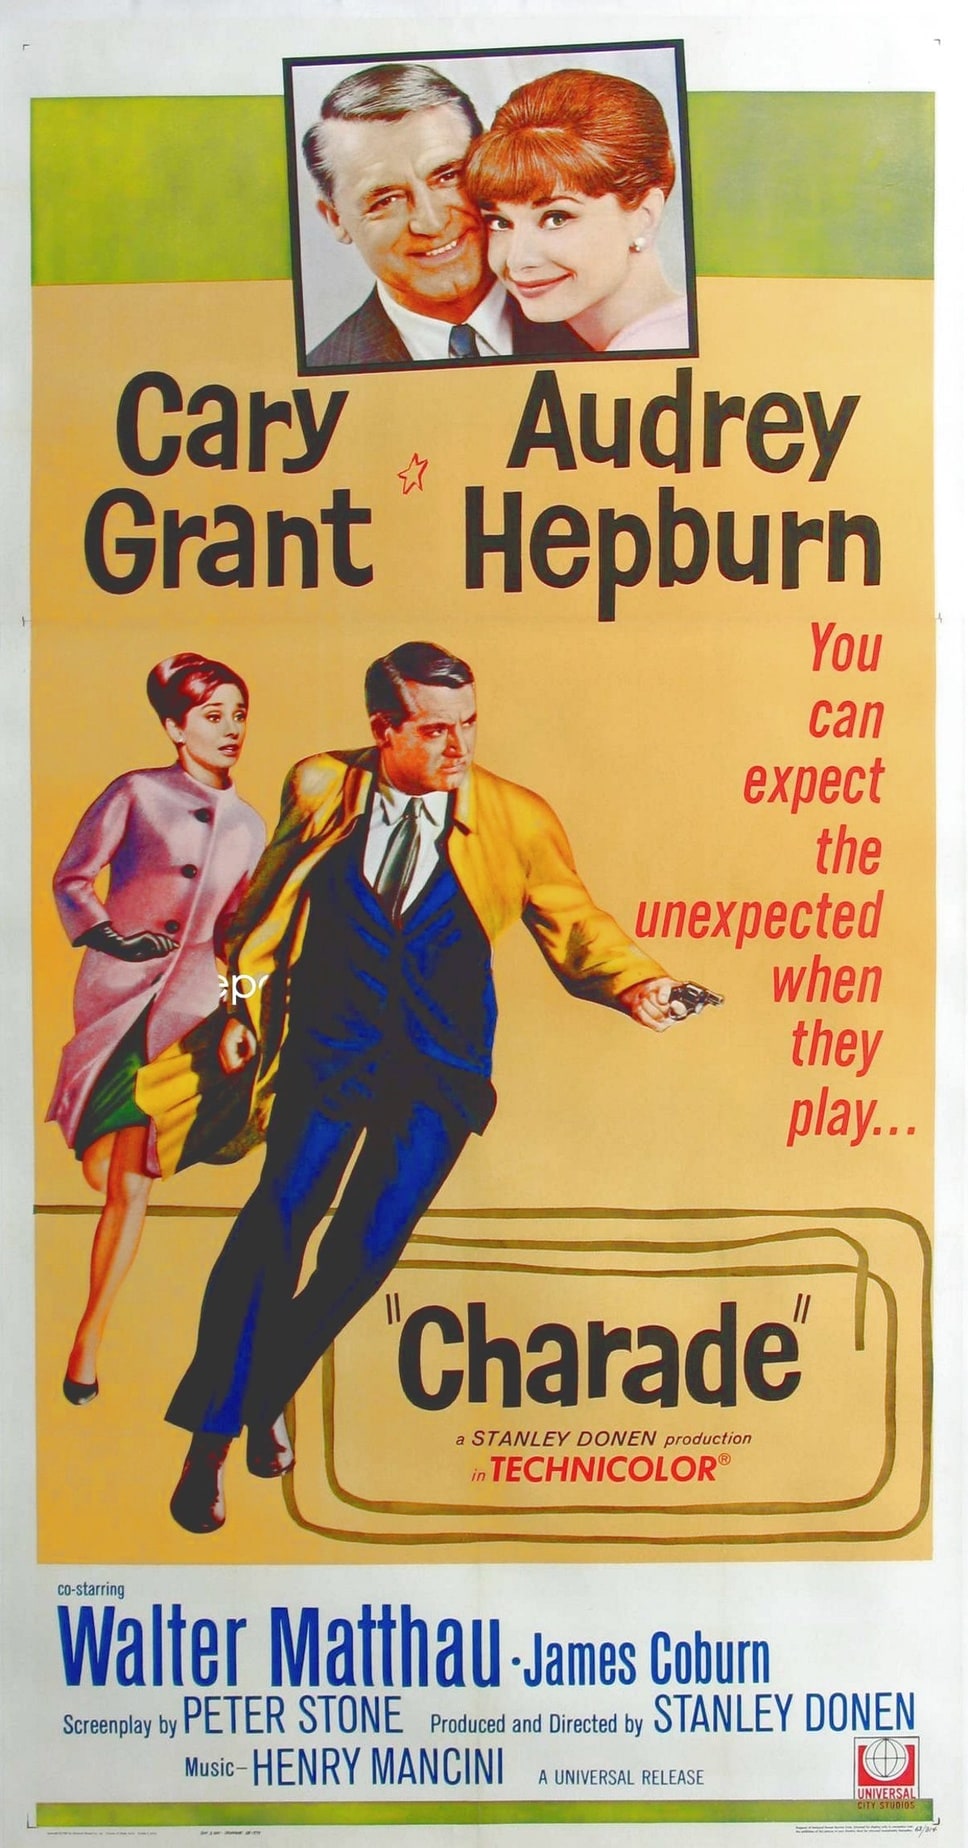 Cary Audrey
Grant Hepburn
You
can
expect
the
unexpected
when
they
play...
"Charade"
a STANLEY DONEN production
in TECHNICOLOR®
co-starring
Walter Matthau · James Coburn
Screenplay by PETER STONE Produced and Directed by STANLEY DONEN
Music - HENRY MANCINI A UNIVERSAL RELEASE
UNIVERSAL
CITY STUDIOS
63/314